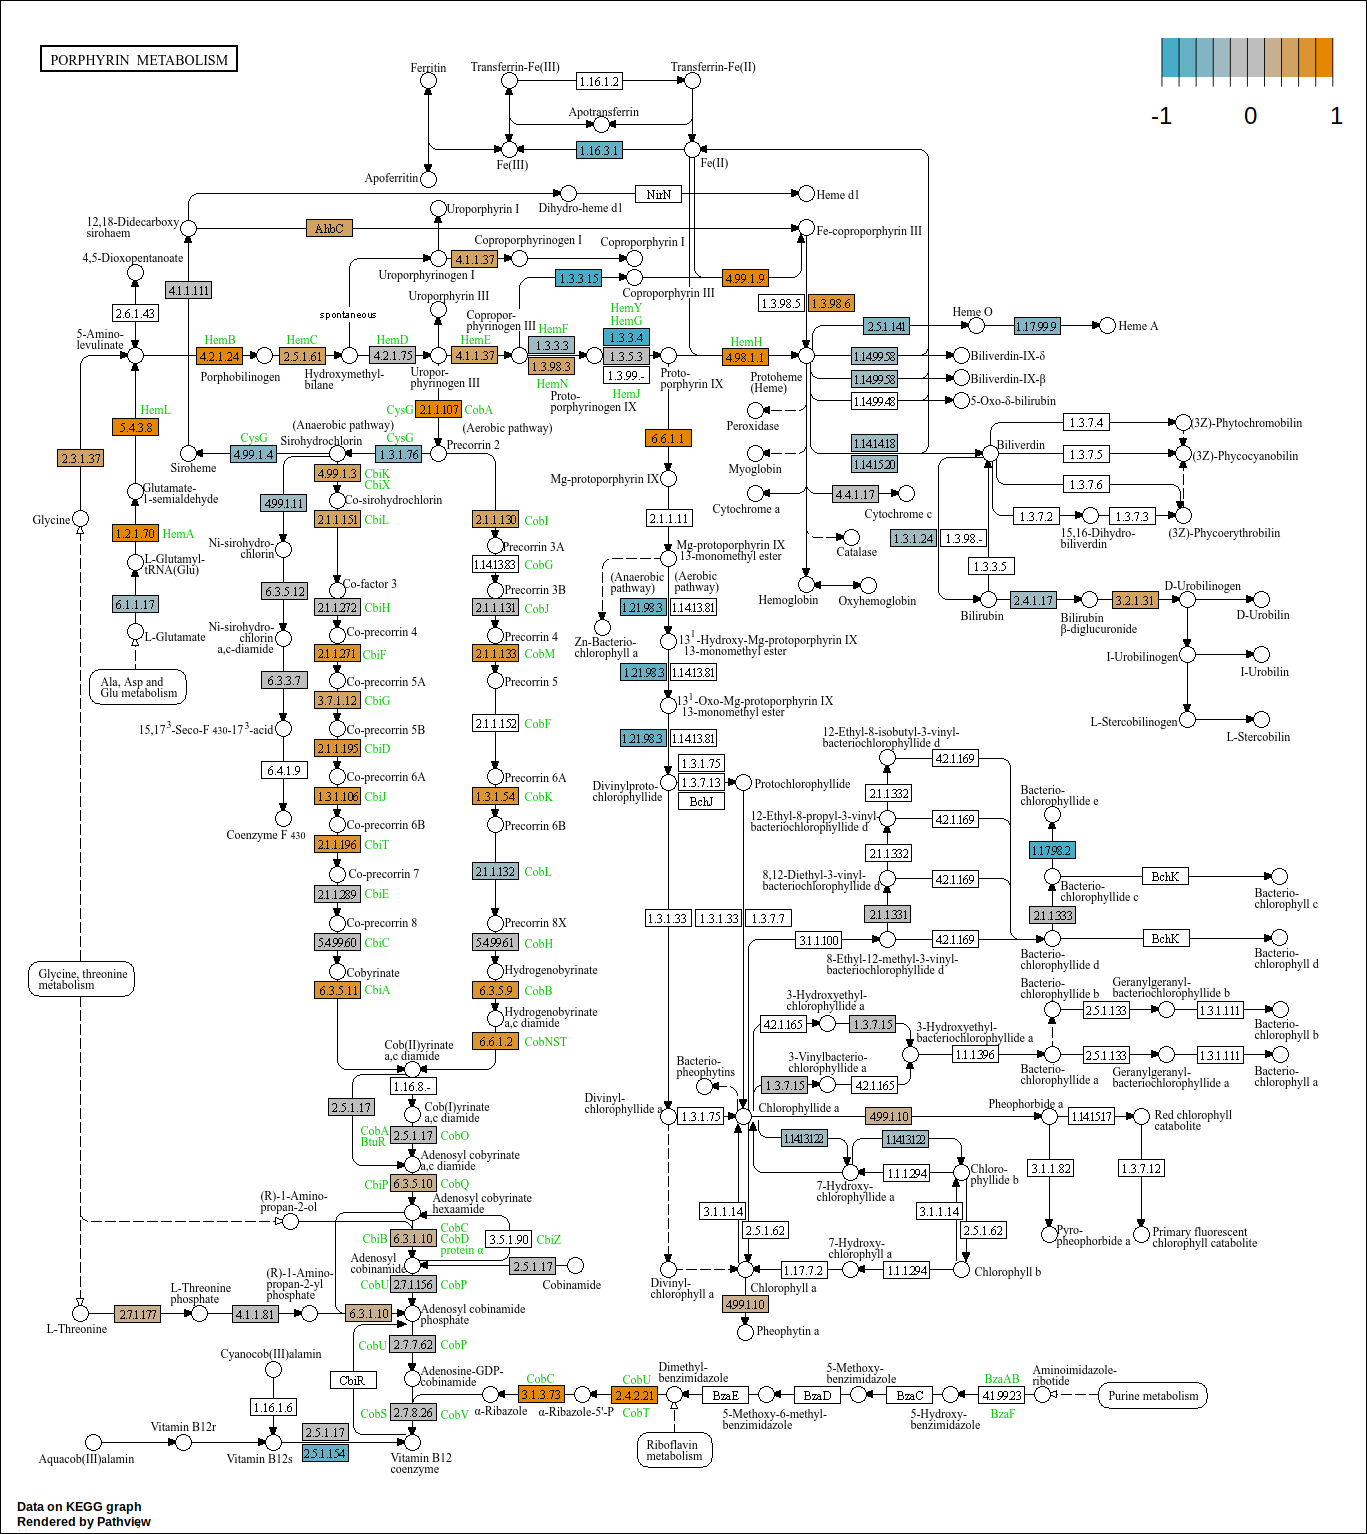 PORPHYRIN METABOLISM
-1
0
1
Ferritin
Transferrin-Fe(III)
1.16.1.2
Transferrin-Fe(II)
Apotransferrin
Fe(III)
1.16.3.1
Fe(II)
Apoferritin
Dihydro-heme d1
NirN
Heme d1
Uroporphyrin I
12,18-Didecarboxy
sirohaem
AhbC
Fe-coproporphyrin III
Coproporphyrinogen I
Coproporphyrin I
4.1.1.37
4,5-Dioxopentanoate
Uroporphyrinogen I
1.3.3.15
4.99.1.9
Coproporphyrin III
4.1.1.111
Uroporphyrin III
1.3.98.5
1.3.98.6
2.6.1.43
spontaneous
Copropor-
phyrinogen III
HemY
HemG
Heme O
5-Amino-
levulinate
HemB
HemC
HemD
HemE
HemF
1.3.3.4
HemH
2.5.1.141
1.17.99.9
Heme A
4.2.1.24
2.5.1.61
4.2.1.75
4.1.1.37
1.3.3.3
1.3.98.3
1.3.5.3
1.3.99.-
4.98.1.1
1.14.99.58
Biliverdin-IX-δ
Porphobilinogen
Hydroxymethyl-
bilane
Uropor-
phyrinogen III
HemN
HemJ
Proto-
porphyrinogen IX
Proto-
porphyrin IX
Protoheme
(Heme)
1.14.99.58
Biliverdin-IX-β
1.14.99.48
5-Oxo-δ-bilirubin
HemL
5.4.3.8
CysG
2.1.1.107
CobA
Peroxidase
(Anaerobic pathway)
(Aerobic pathway)
CysG
4.99.1.4
Sirohydrochlorin
CysG
1.3.1.76
Precorrin 2
6.6.1.1
1.14.14.18
1.14.15.20
Biliverdin
1.3.7.4
(3Z)-Phytochromobilin
1.3.7.5
(3Z)-Phycocyanobilin
1.3.7.6
2.3.1.37
Siroheme
4.99.1.3
CbiK
CbiX
Myoglobin
Mg-protoporphyrin IX
Glutamate-
1-semialdehyde
4.99.1.11
Co-sirohydrochlorin
4.4.1.17
Cytochrome a
Cytochrome c
Glycine
2.1.1.151
CbiL
2.1.1.130
CobI
2.1.1.11
1.3.7.2
1.3.7.3
15,16-Dihydro-
biliverdin
(3Z)-Phycoerythrobilin
1.2.1.70
HemA
1.3.1.24
1.3.98.-
Catalase
Ni-sirohydro-
chlorin
Precorrin 3A
Mg-protoporphyrin IX
13-monomethyl ester
L-Glutamyl-
tRNA(Glu)
1.14.13.83
CobG
1.3.3.5
(Anaerobic
pathway)
(Aerobic
pathway)
6.3.5.12
Co-factor 3
Precorrin 3B
Hemoglobin
Oxyhemoglobin
D-Urobilinogen
6.1.1.17
2.1.1.272
CbiH
2.1.1.131
CobJ
1.21.98.3
1.14.13.81
Bilirubin
2.4.1.17
Bilirubin
β-diglucuronide
3.2.1.31
D-Urobilin
L-Glutamate
Ni-sirohydro-
chlorin
a,c-diamide
Co-precorrin 4
Precorrin 4
Zn-Bacterio-
chlorophyll a
13¹-Hydroxy-Mg-protoporphyrin IX
13-monomethyl ester
2.1.1.271
CbiF
2.1.1.133
CobM
I-Urobilinogen
I-Urobilin
Ala, Asp and
Glu metabolism
6.3.3.7
Co-precorrin 5A
Precorrin 5
1.21.98.3
1.14.13.81
3.7.1.12
CbiG
13¹-Oxo-Mg-protoporphyrin IX
13-monomethyl ester
15,17³-Seco-F 430-17³-acid
Co-precorrin 5B
2.1.1.152
CobF
L-Stercobilinogen
L-Stercobilin
2.1.1.195
CbiD
1.21.98.3
1.14.13.81
12-Ethyl-8-isobutyl-3-vinyl-
bacteriochlorophyllide d
4.2.1.169
6.4.1.9
Co-precorrin 6A
Precorrin 6A
1.3.1.75
1.3.7.13
BchJ
Divinylproto-
chlorophyllide
Protochlorophyllide
2.1.1.332
Bacterio-
chlorophyllide e
1.3.1.106
CbiJ
1.3.1.54
CobK
Coenzyme F 430
Co-precorrin 6B
Precorrin 6B
12-Ethyl-8-propyl-3-vinyl-
bacteriochlorophyllide d
4.2.1.169
2.1.1.196
CbiT
2.1.1.332
1.17.98.2
Co-precorrin 7
2.1.1.132
CobL
8,12-Diethyl-3-vinyl-
bacteriochlorophyllide d
4.2.1.169
Bacterio-
chlorophyllide c
BchK
Bacterio-
chlorophyll c
2.1.1.289
CbiE
1.3.1.33
1.3.1.33
1.3.7.7
2.1.1.331
2.1.1.333
Co-precorrin 8
Precorrin 8X
5.4.99.60
CbiC
5.4.99.61
CobH
3.1.1.100
4.2.1.169
BchK
8-Ethyl-12-methyl-3-vinyl-
bacteriochlorophyllide d
Bacterio-
chlorophyllide d
Bacterio-
chlorophyll d
Glycine, threonine
metabolism
Cobyrinate
Hydrogenobyrinate
6.3.5.11
CbiA
6.3.5.9
CobB
3-Hydroxyethyl-
chlorophyllide a
Bacterio-
chlorophyllide b
Geranylgeranyl-
bacteriochlorophyllide b
2.5.1.133
1.3.1.111
Bacterio-
chlorophyll b
Hydrogenobyrinate
a,c diamide
4.2.1.165
1.3.7.15
3-Hydroxyethyl-
bacteriochlorophyllide a
6.6.1.2
CobNST
Cob(II)yrinate
a,c diamide
Bacterio-
pheophytins
3-Vinylbacterio-
chlorophyllide a
1.1.1.396
2.5.1.133
1.3.1.111
Bacterio-
chlorophyllide a
Geranylgeranyl-
bacteriochlorophyllide a
Bacterio-
chlorophyll a
1.16.8.-
1.3.7.15
4.2.1.165
2.5.1.17
Cob(I)yrinate
a,c diamide
Divinyl-
chlorophyllide a
1.3.1.75
Chlorophyllide a
4.99.1.10
Pheophorbide a
1.14.15.17
Red chlorophyll
catabolite
CobA
BtuR
2.5.1.17
CobO
1.14.13.122
1.14.13.122
Adenosyl cobyrinate
a,c diamide
7-Hydroxy-
chlorophyllide a
1.1.1.294
Chloro-
phyllide b
3.1.1.82
1.3.7.12
CbiP
6.3.5.10
CobQ
(R)-1-Amino-
propan-2-ol
Adenosyl cobyrinate
hexaamide
3.1.1.14
2.5.1.62
3.1.1.14
2.5.1.62
CbiB
6.3.1.10
CobC
CobD
protein α
3.5.1.90
CbiZ
Pyro-
pheophorbide a
Primary fluorescent
chlorophyll catabolite
Adenosyl
cobinamide
2.5.1.17
Cobinamide
7-Hydroxy-
chlorophyll a
1.17.7.2
1.1.1.294
Chlorophyll b
CobU
2.7.1.156
CobP
Divinyl-
chlorophyll a
Chlorophyll a
L-Threonine
phosphate
(R)-1-Amino-
propan-2-yl
phosphate
4.99.1.10
L-Threonine
2.7.1.177
4.1.1.81
6.3.1.10
Adenosyl cobinamide
phosphate
Pheophytin a
CobU
2.7.7.62
CobP
Cyanocob(III)alamin
CbiR
Adenosine-GDP-
cobinamide
CobC
CobU
Dimethyl-
benzimidazole
5-Methoxy-
benzimidazole
BzaAB
Aminoimidazole-
ribotide
3.1.3.73
2.4.2.21
BzaE
BzaD
BzaC
4.1.99.23
Purine metabolism
1.16.1.6
CobS
2.7.8.26
CobV
α-Ribazole
α-Ribazole-5'-P
CobT
5-Methoxy-6-methyl-
benzimidazole
5-Hydroxy-
benzimidazole
BzaF
Vitamin B12r
2.5.1.17
2.5.1.154
Riboflavin
metabolism
Aquacob(III)alamin
Vitamin B12s
Vitamin B12
coenzyme
Data on KEGG graph
Rendered by Pathview